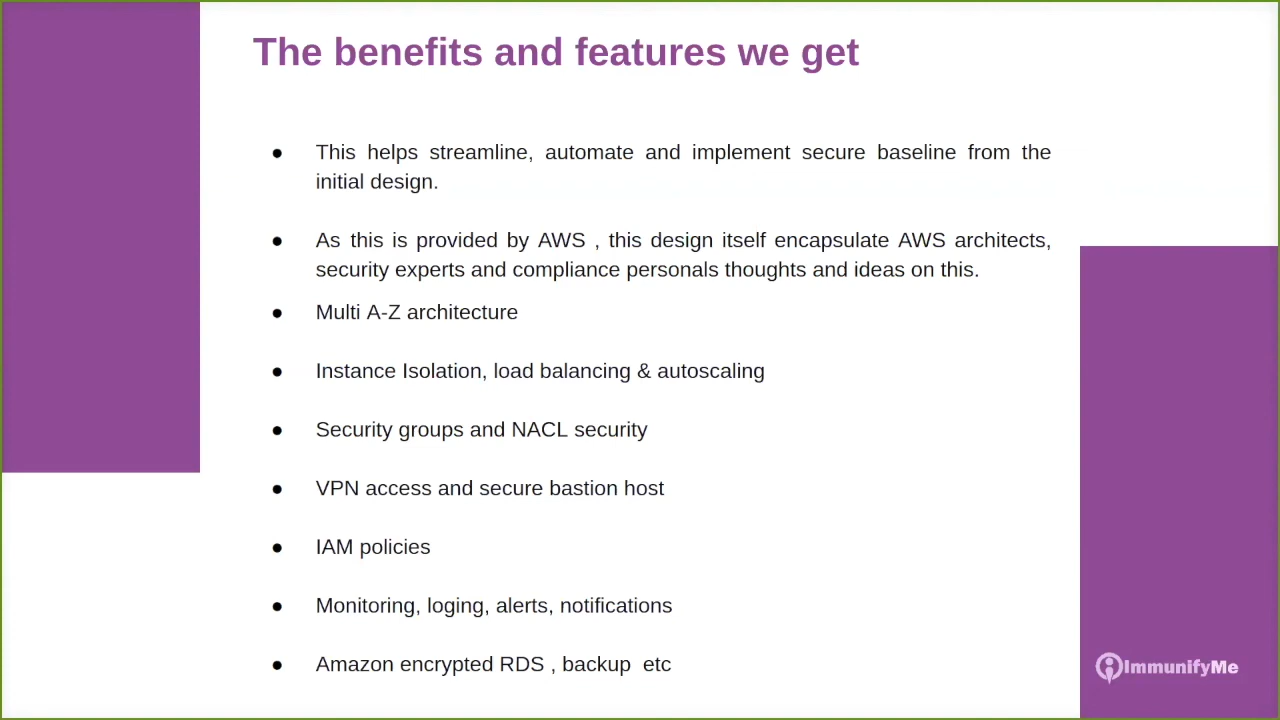 The benefits and features we get
● This helps streamline, automate and implement secure baseline from the
initial design.
● As this is provided by AWS , this design itself encapsulate AWS architects,
security experts and compliance personals thoughts and ideas on this.
● Multi A-Z architecture
● Instance Isolation, load balancing & autoscaling
● Security groups and NACL security
● VPN access and secure bastion host
● IAM policies
● Monitoring, loging, alerts, notifications
● Amazon encrypted RDS , backup  etc
ImmunifyMe